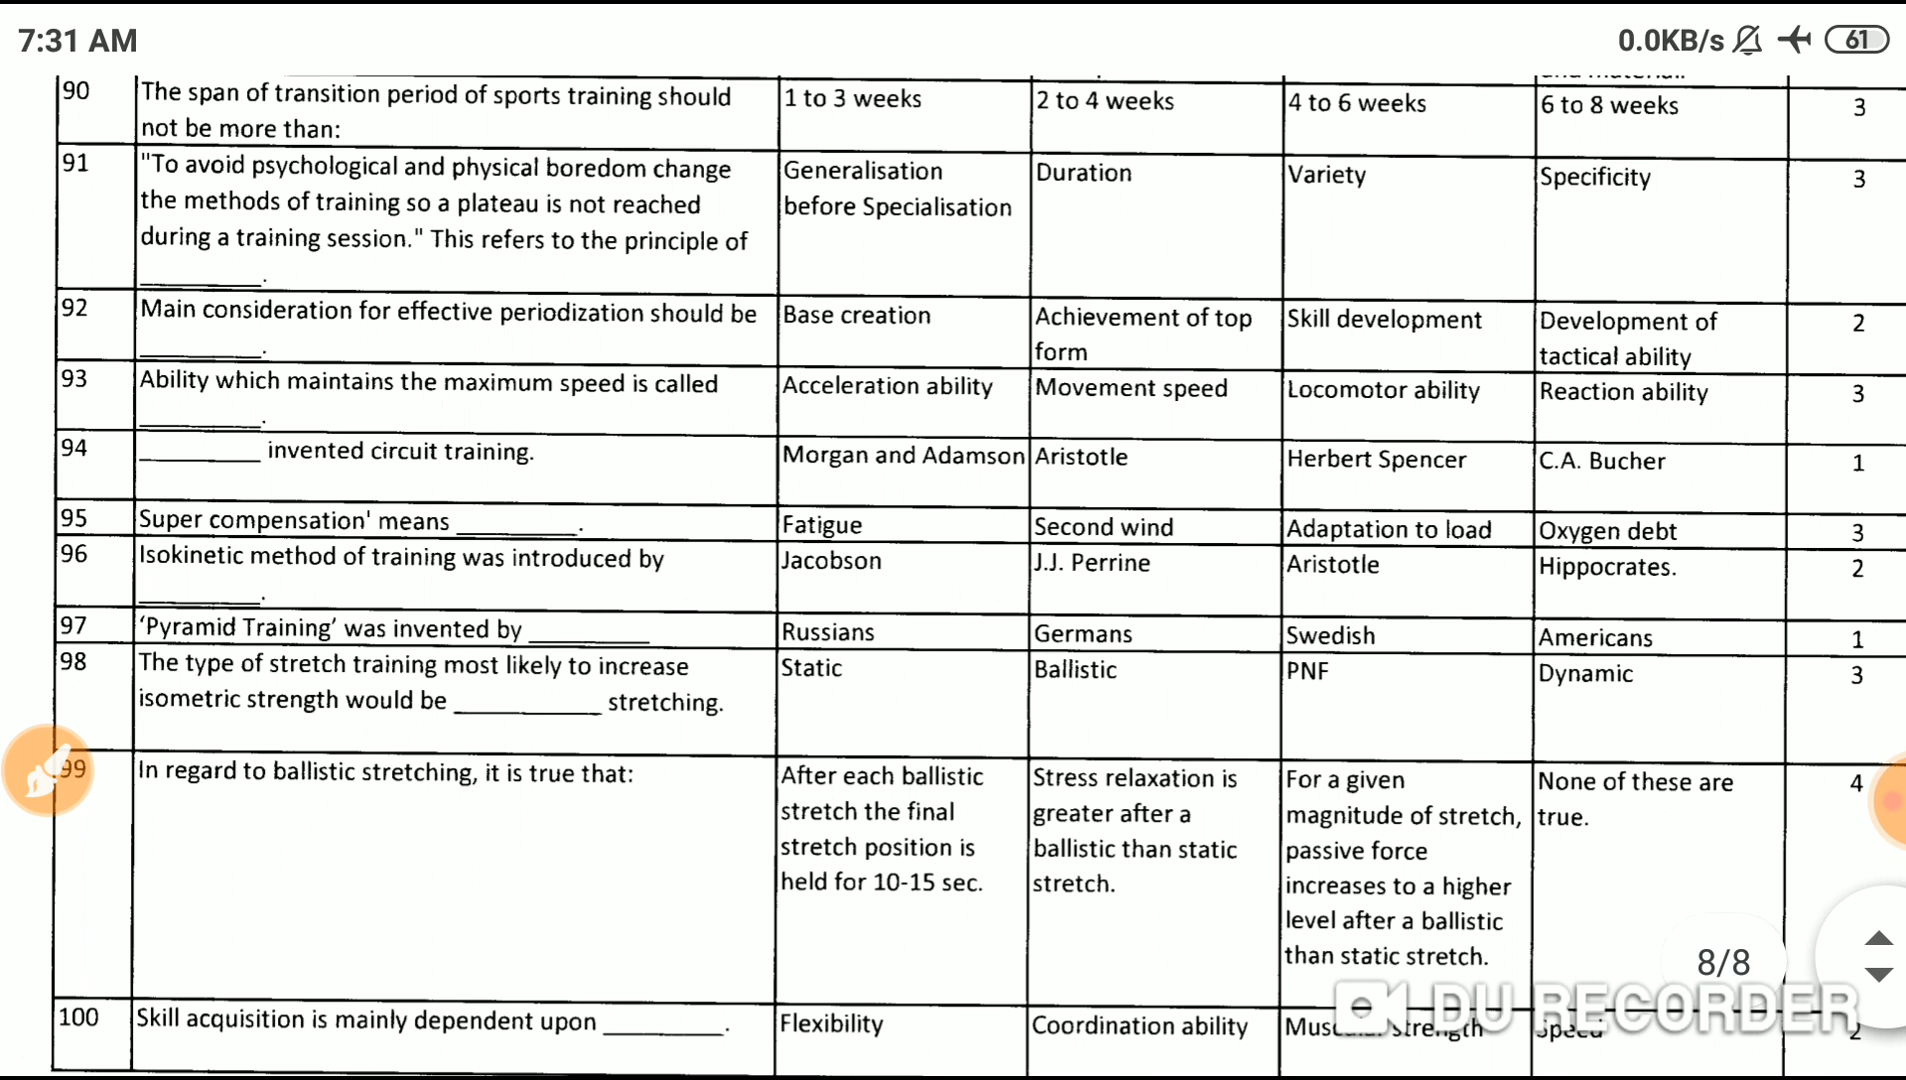 7:31 AM
0.0KB/s
61
90
The span of transition period of sports training should
not be more than:
1 to 3 weeks
2 to 4 weeks
4 to 6 weeks
6 to 8 weeks
3
91
"To avoid psychological and physical boredom change
the methods of training so a plateau is not reached
during a training session." This refers to the principle of
__________.
Generalisation
before Specialisation
Duration
Variety
Specificity
3
92
Main consideration for effective periodization should be
__________.
Base creation
Achievement of top
form
Skill development
Development of
tactical ability
2
93
Ability which maintains the maximum speed is called
__________.
Acceleration ability
Movement speed
Locomotor ability
Reaction ability
3
94
__________ invented circuit training.
Morgan and Adamson
Aristotle
Herbert Spencer
C.A. Bucher
1
95
Super compensation' means __________.
Fatigue
Second wind
Adaptation to load
Oxygen debt
3
96
Isokinetic method of training was introduced by
__________.
Jacobson
J.J. Perrine
Aristotle
Hippocrates.
2
97
‘Pyramid Training’ was invented by __________
Russians
Germans
Swedish
Americans
1
98
The type of stretch training most likely to increase
isometric strength would be ____________ stretching.
Static
Ballistic
PNF
Dynamic
3
99
In regard to ballistic stretching, it is true that:
After each ballistic
stretch the final
stretch position is
held for 10-15 sec.
Stress relaxation is
greater after a
ballistic than static
stretch.
For a given
magnitude of stretch,
passive force
increases to a higher
level after a ballistic
than static stretch.
None of these are
true.
4
8/8
DU RECORDER
100
Skill acquisition is mainly dependent upon __________.
Flexibility
Coordination ability
Muscular strength
Speed
2